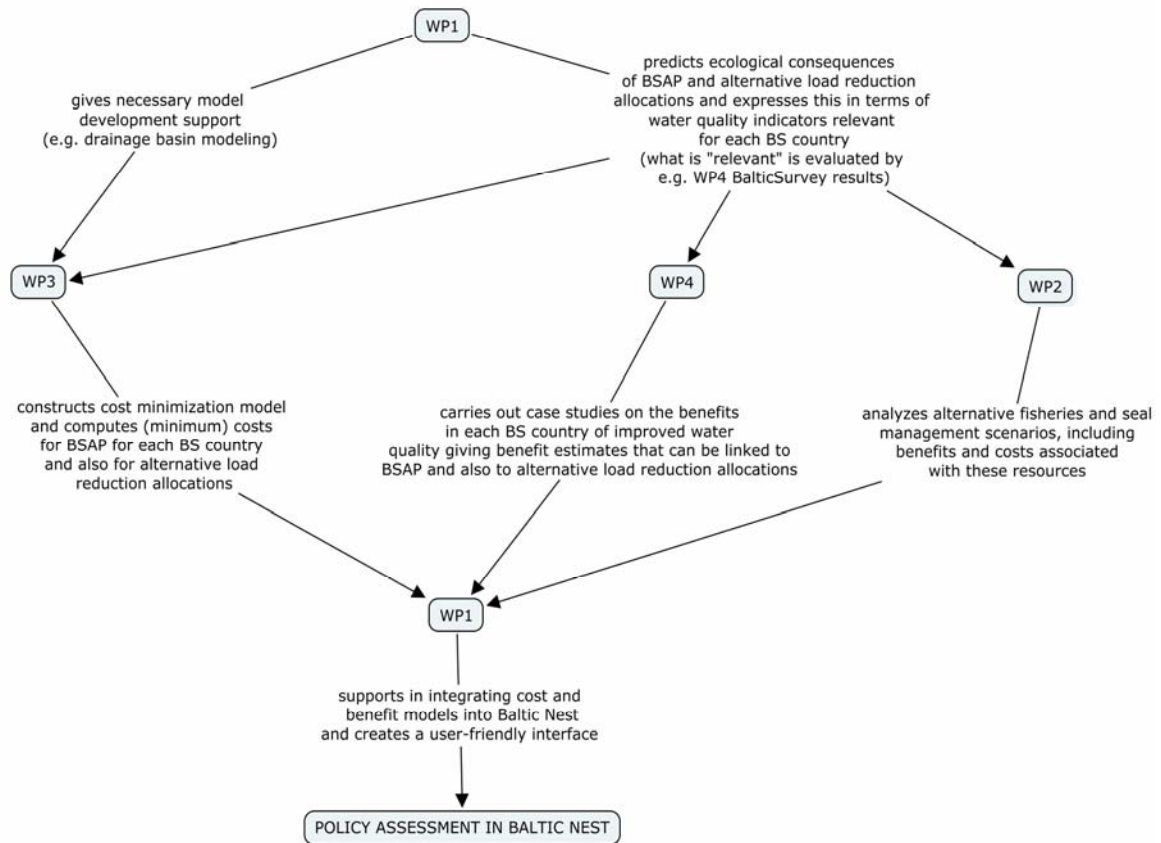 WP1
gives necessary model
development support
(e.g. drainage basin modeling)
predicts ecological consequences
of BSAP and alternative load reduction
allocations and expresses this in terms of
water quality indicators relevant
for each BS country
(what is "relevant" is evaluated by
e.g. WP4 BalticSurvey results)
WP3
WP4
WP2
constructs cost minimization model
and computes (minimum) costs
for BSAP for each BS country
and also for alternative load
reduction allocations
carries out case studies on the benefits
in each BS country of improved water
quality giving benefit estimates that can be linked to
BSAP and also to alternative load reduction allocations
analyzes alternative fisheries and seal
management scenarios, including
benefits and costs associated
with these resources
WP1
supports in integrating cost and
benefit models into Baltic Nest
and creates a user-friendly interface
POLICY ASSESSMENT IN BALTIC NEST